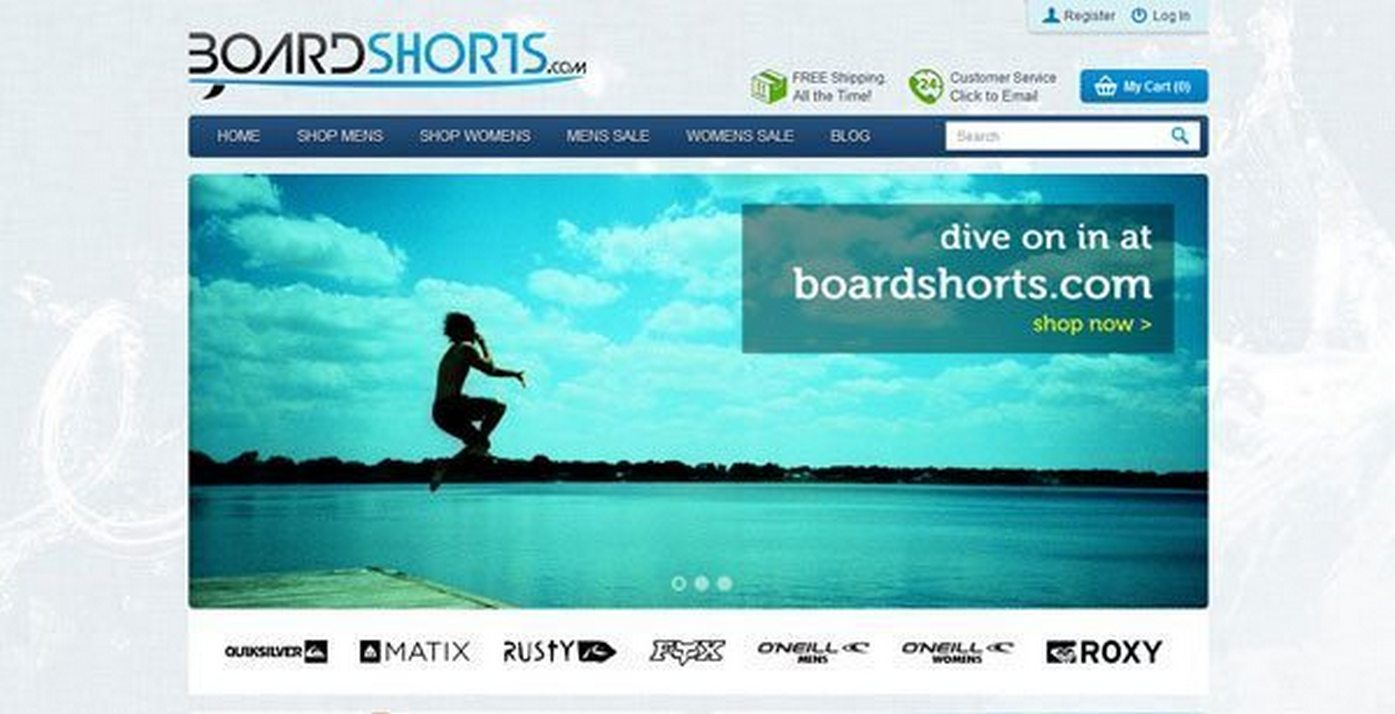 Register Log In
BOARDSHORTS.COM
FREE Shipping.
All the Time!
Customer Service
Click to Email
24
My Cart (0)
HOME SHOP MENS SHOP WOMENS MENS SALE WOMENS SALE BLOG Search
dive on in at
boardshorts.com
shop now >
QUIKSILVER MATIX RUSTY FOX O'NEILL MENS O'NEILL WOMENS ROXY